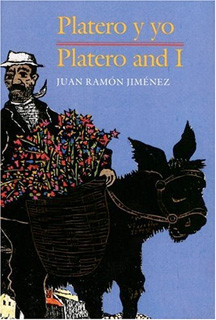 Platero y yo
Platero and I
JUAN RAMÓN JIMÉNEZ